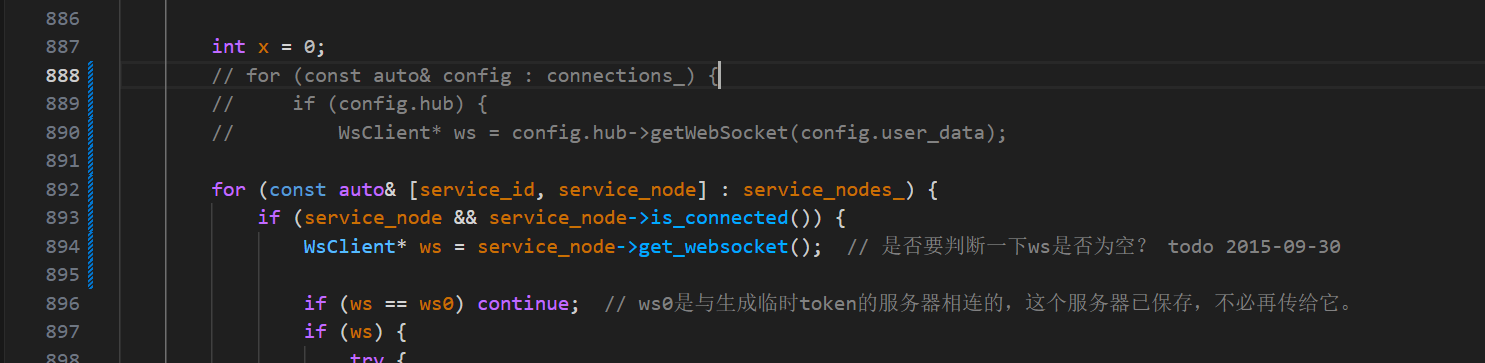 886
887 int x = 0;
888 // for (const auto& config : connections_) {
889 //     if (config.hub) {
890 //         WsClient* ws = config.hub->getWebSocket(config.user_data);
891
892 for (const auto& [service_id, service_node] : service_nodes_) {
893     if (service_node && service_node->is_connected()) {
894         WsClient* ws = service_node->get_websocket();  // 是否要判断一下ws是否为空? todo 2015-09-30
895
896         if (ws == ws0) continue;  // ws0是与生成临时token的服务器相连的，这个服务器已保存，不必再传给它。
897         if (ws) {
898             try {